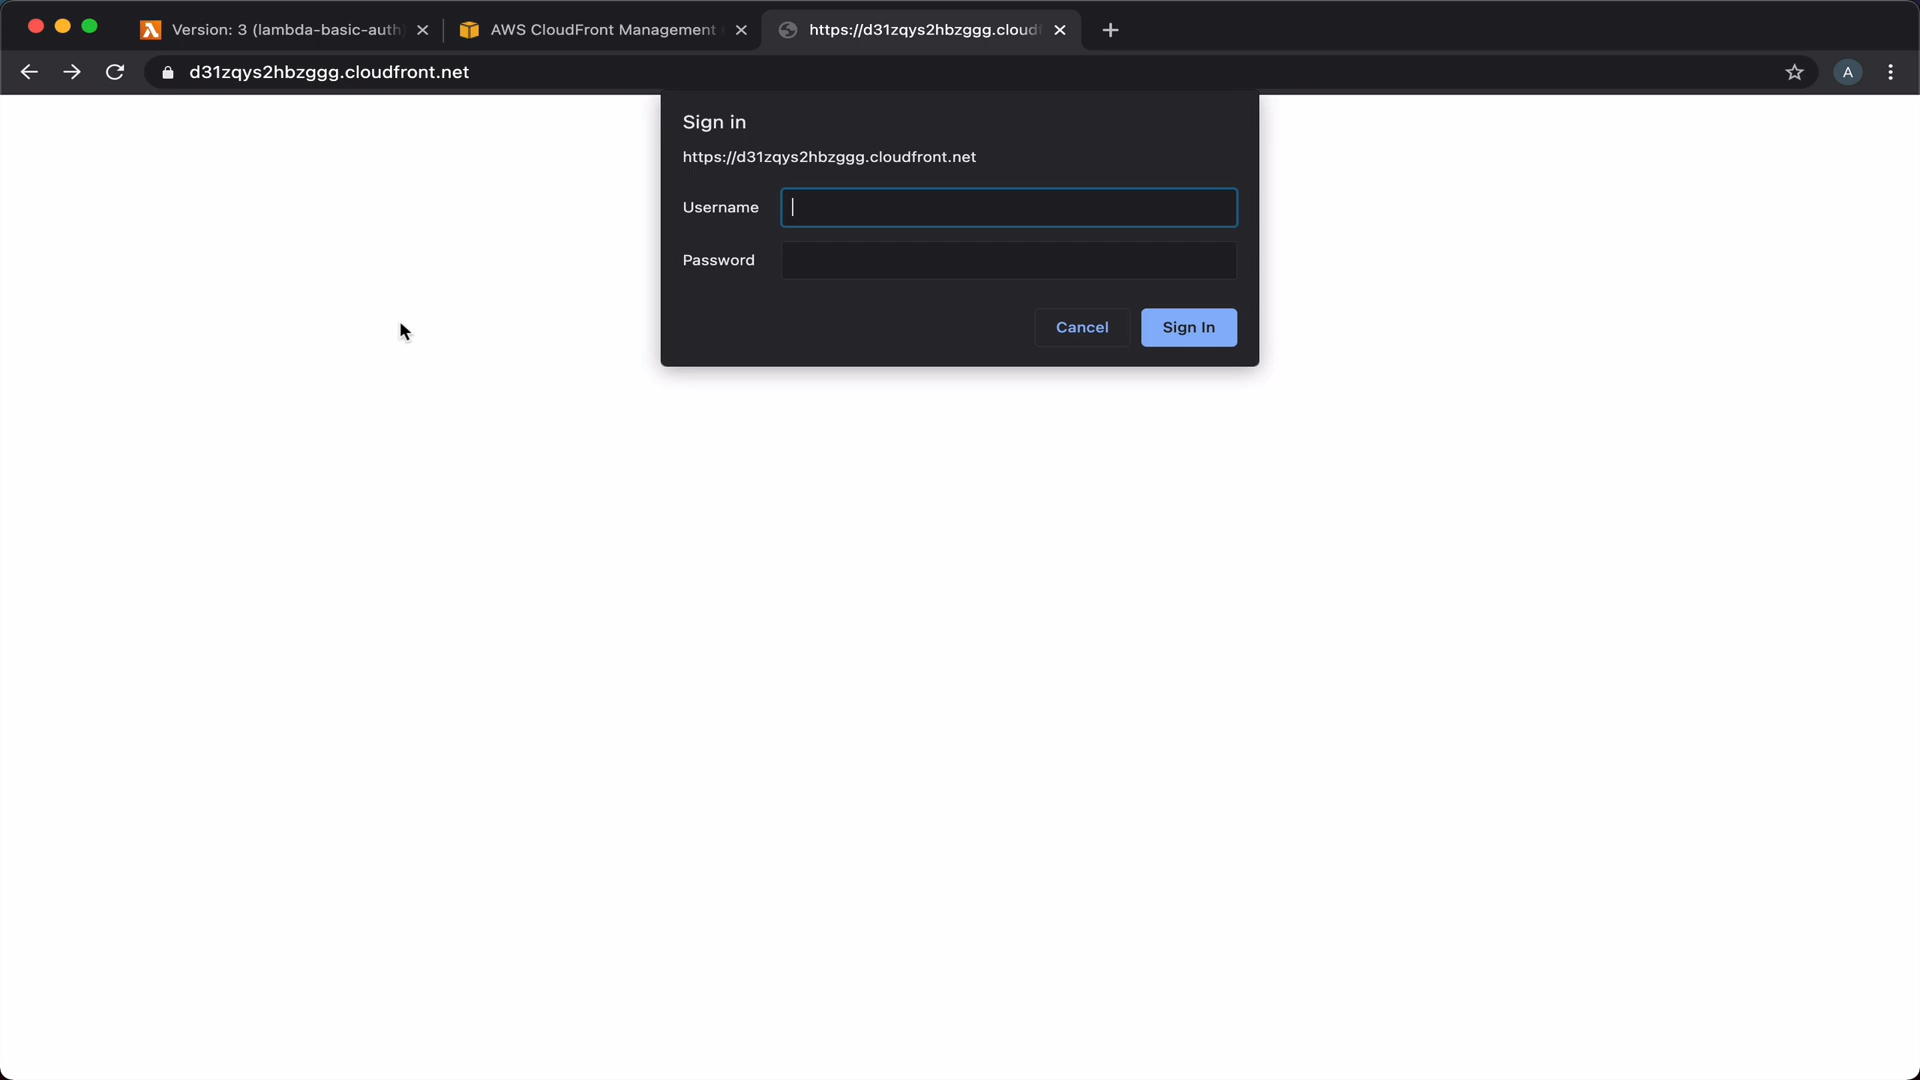 Version: 3 (lambda-basic-auth)
AWS CloudFront Management
https://d31zqys2hbzggg.cloudf
d31zqys2hbzggg.cloudfront.net
A
Sign in
https://d31zqys2hbzggg.cloudfront.net
Username
Password
Cancel
Sign In